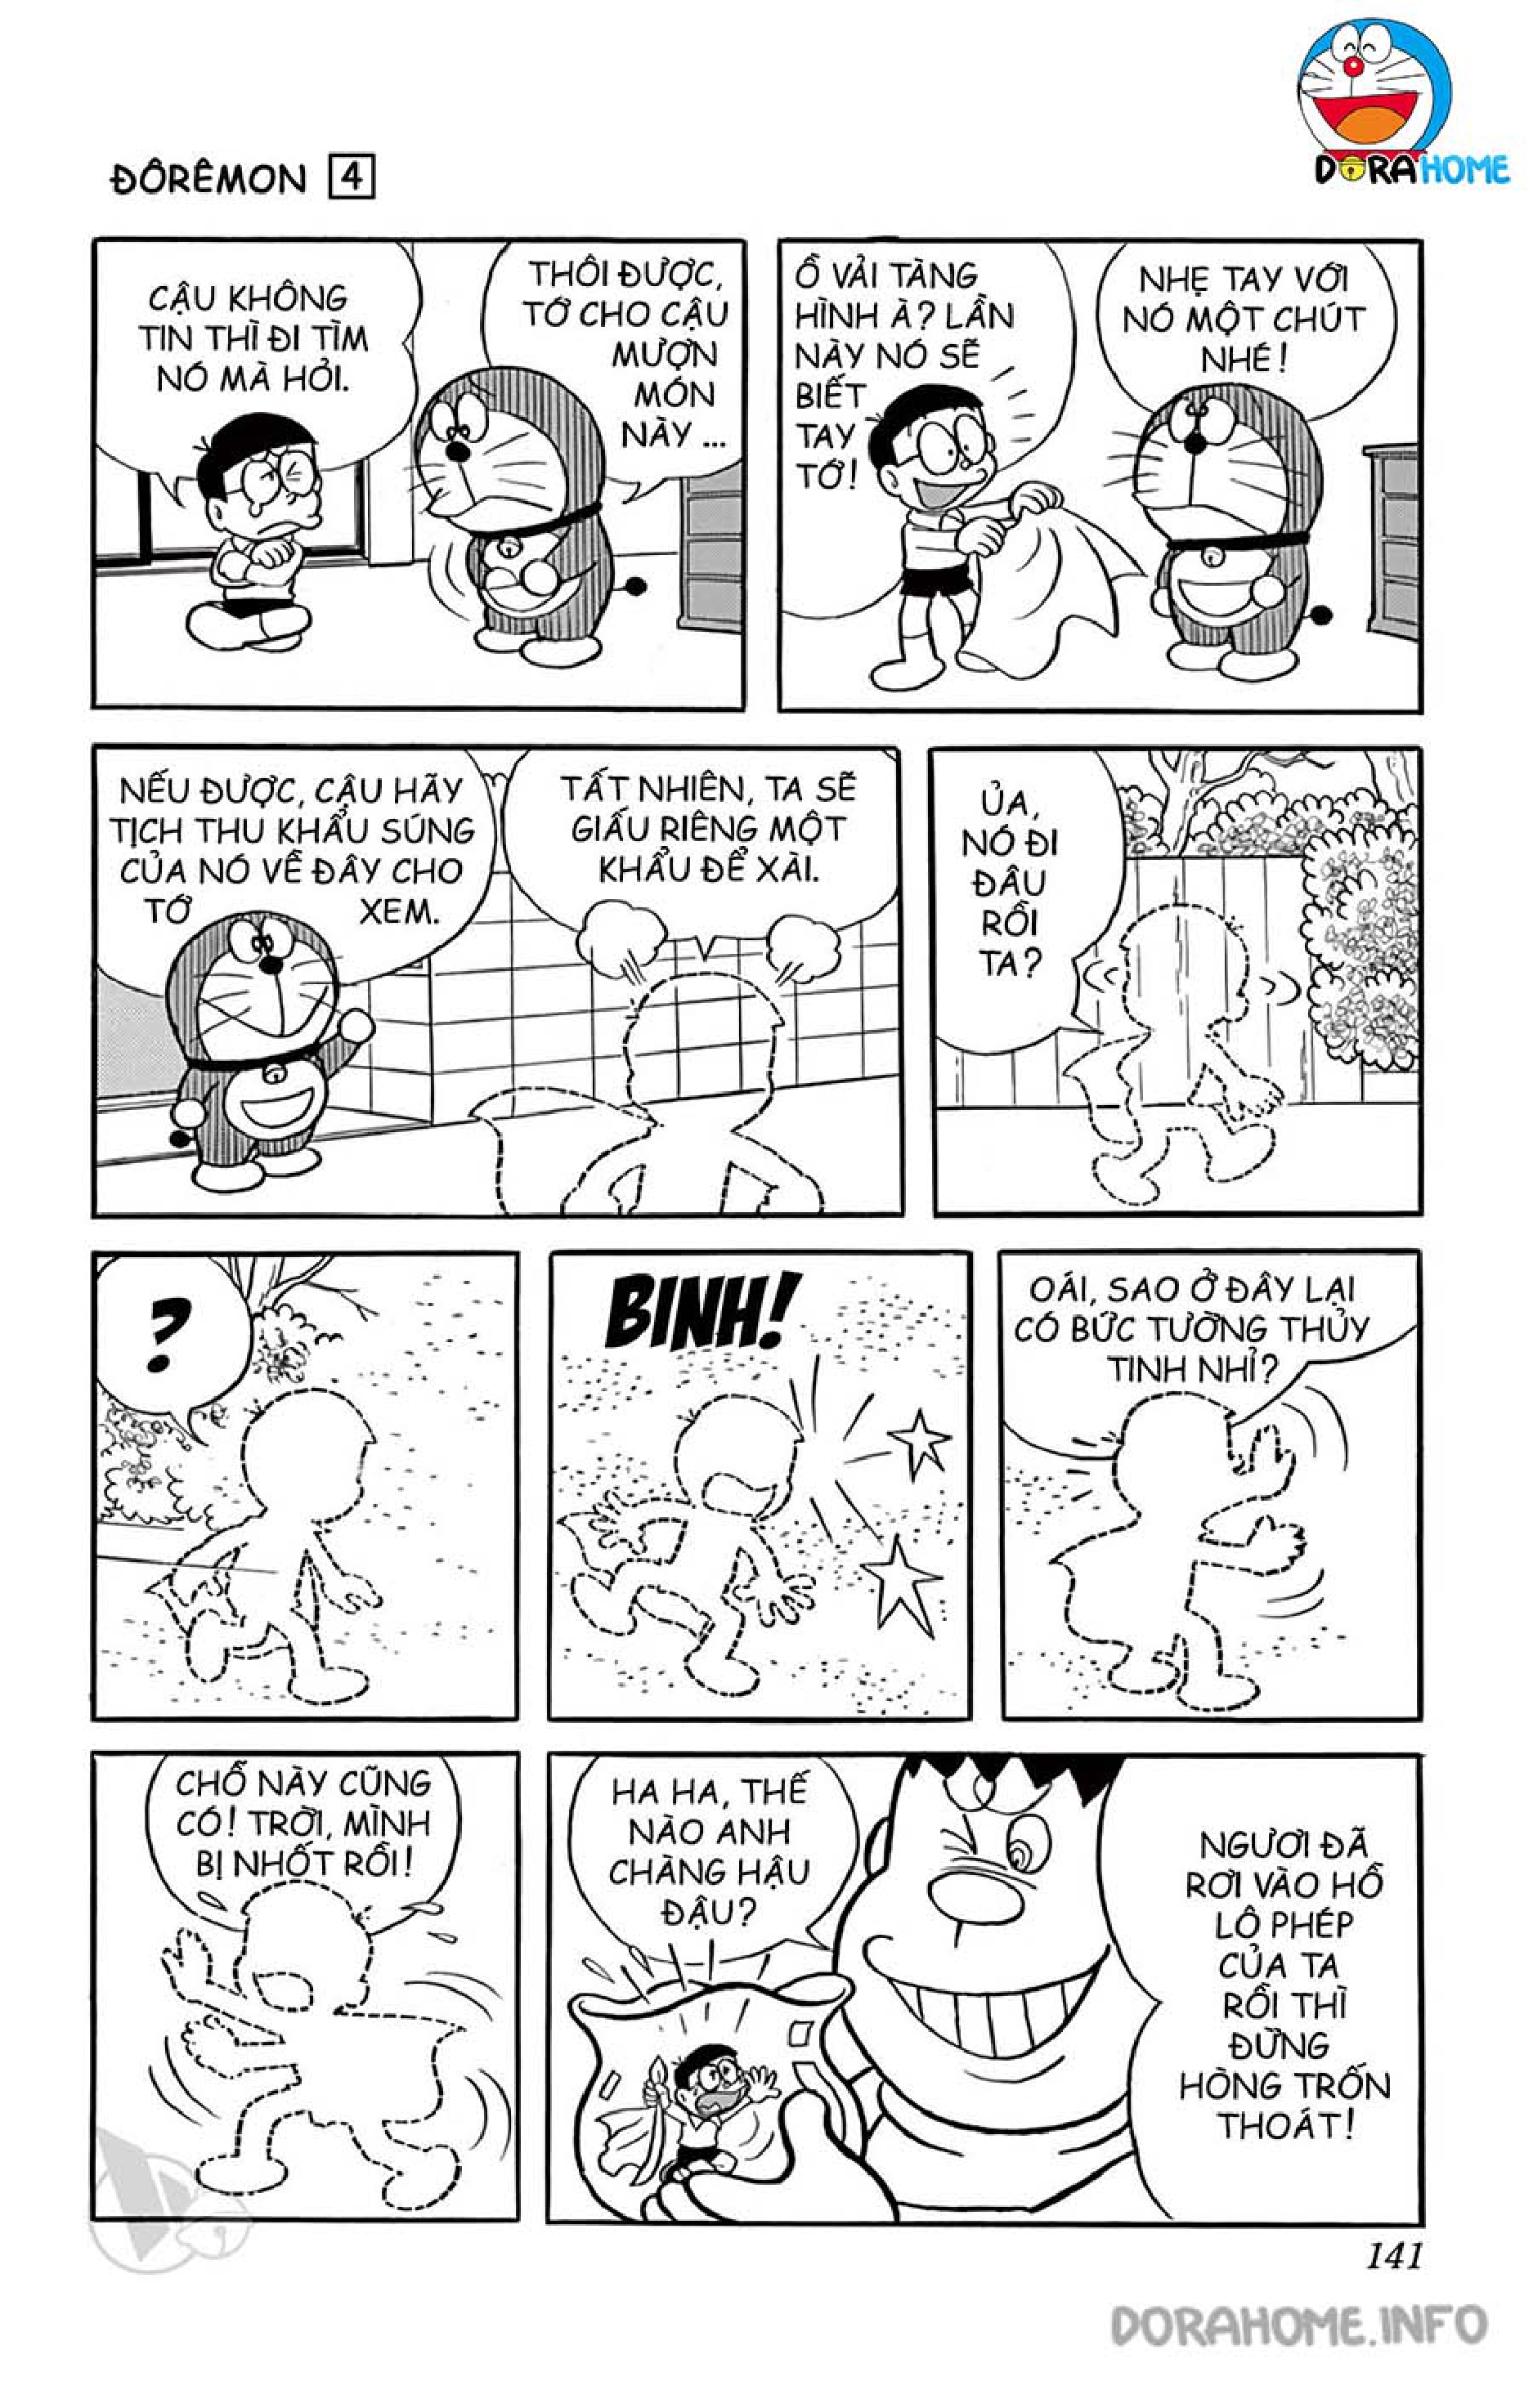 DORAHOME
ĐÔRÊMON 4
CẬU KHÔNG
TIN THÌ ĐI TÌM
NÓ MÀ HỎI.
THÔI ĐƯỢC,
TỚ CHO CẬU
MƯỢN
MÓN
NÀY ...
Ồ VẢI TÀNG
HÌNH À? LẦN
NÀY NÓ SẼ
BIẾT
TAY
TỚ!
NHẸ TAY VỚI
NÓ MỘT CHÚT
NHÉ!
NẾU ĐƯỢC, CẬU HÃY
TỊCH THU KHẨU SÚNG
CỦA NÓ VỀ ĐÂY CHO
TỚ XEM.
TẤT NHIÊN, TA SẼ
GIẤU RIÊNG MỘT
KHẨU ĐỂ XÀI.
ỦA,
NÓ ĐI
ĐÂU
RỒI
TA?
?
BINH!
OÁI, SAO Ở ĐÂY LẠI
CÓ BỨC TƯỜNG THỦY
TINH NHỈ?
CHỖ NÀY CŨNG
CÓ! TRỜI, MÌNH
BỊ NHỐT RỒI!
HA HA, THẾ
NÀO ANH
CHÀNG HẬU
ĐẬU?
NGƯƠI ĐÃ
RƠI VÀO HỒ
LÔ PHÉP
CỦA TA
RỒI THÌ
ĐỪNG
HÒNG TRỐN
THOÁT!
141
DORAHOME.INFO